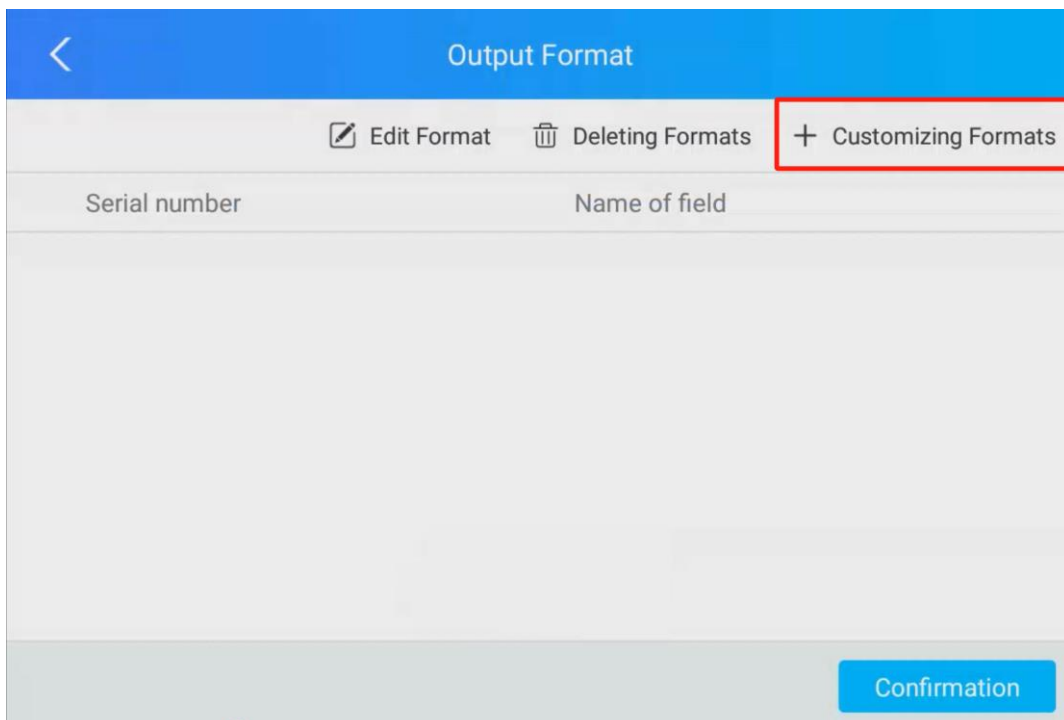 Output Format
Edit Format Deleting Formats + Customizing Formats
Serial number Name of field
Confirmation